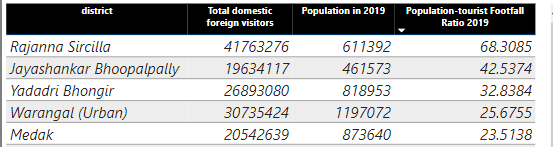 district Total domestic foreign visitors Population in 2019 Population-tourist Footfall Ratio 2019
Rajanna Sircilla 41763276 611392 68.3085
Jayashankar Bhoopalpally 19634117 461573 42.5374
Yadadri Bhongir 26893080 818953 32.8384
Warangal (Urban) 30735424 1197072 25.6755
Medak 20542639 873640 23.5138